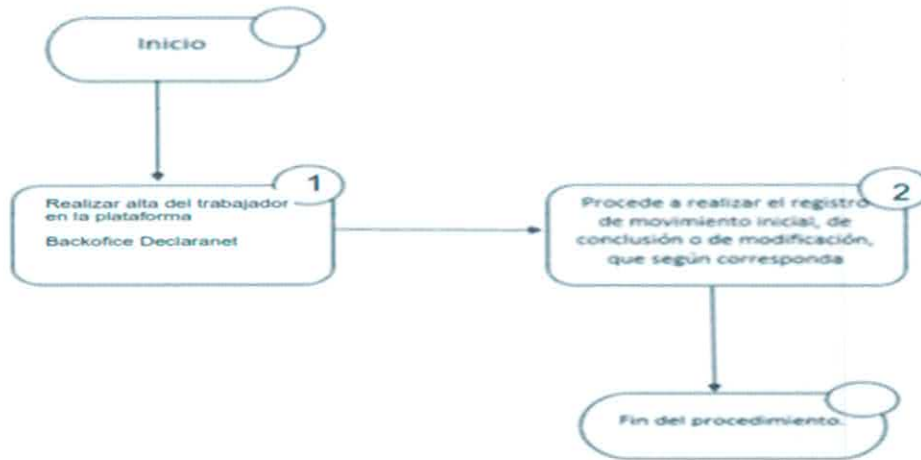 Inicio
1
Realizar alta del trabajador
en la plataforma
Backofice Declaranet
2
Procede a realizar el registro
de movimiento inicial, de
conclusión o de modificación,
que según corresponda
Fin del procedimiento.